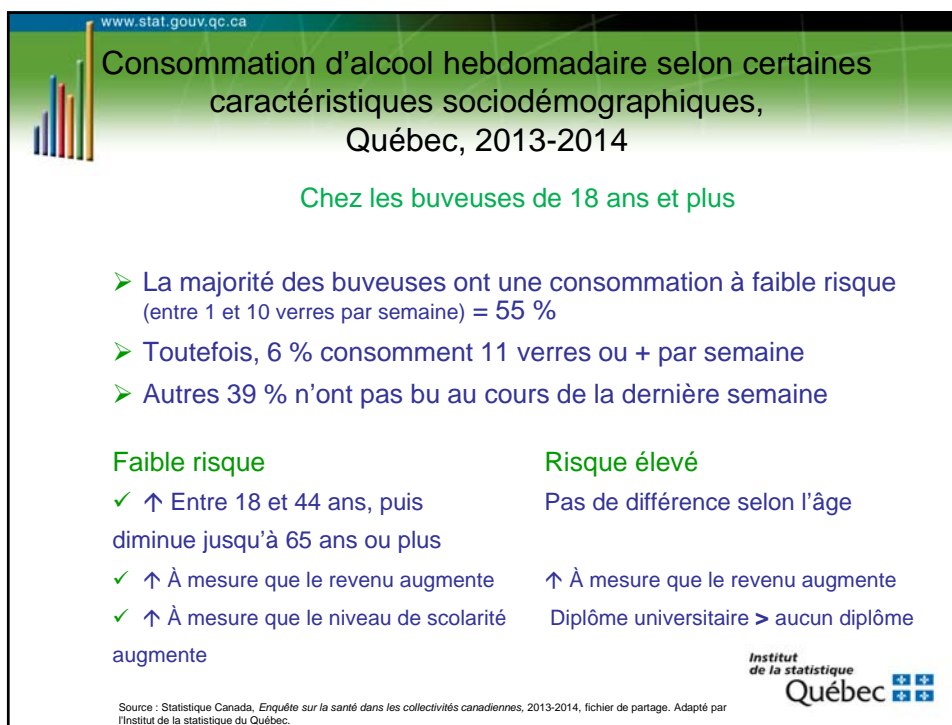 www.stat.gouv.qc.ca
Consommation d'alcool hebdomadaire selon certaines
caractéristiques sociodémographiques,
Québec, 2013-2014
Chez les buveuses de 18 ans et plus
➢ La majorité des buveuses ont une consommation à faible risque
(entre 1 et 10 verres par semaine) = 55 %
➢ Toutefois, 6 % consomment 11 verres ou + par semaine
➢ Autres 39 % n'ont pas bu au cours de la dernière semaine
Faible risque
✓ ↑ Entre 18 et 44 ans, puis
diminue jusqu'à 65 ans ou plus
✓ ↑ À mesure que le revenu augmente
✓ ↑ À mesure que le niveau de scolarité
augmente
Risque élevé
Pas de différence selon l'âge
↑ À mesure que le revenu augmente
Diplôme universitaire > aucun diplôme
Institut
de la statistique
Québec
Source : Statistique Canada, Enquête sur la santé dans les collectivités canadiennes, 2013-2014, fichier de partage. Adapté par
l'Institut de la statistique du Québec.